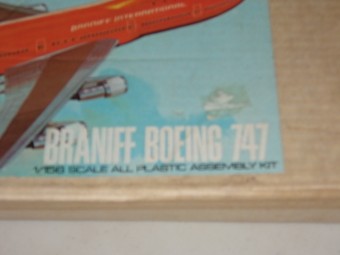 BRANIFF INTERNATIONAL
BRANIFF BOEING 747
1/156 SCALE ALL PLASTIC ASSEMBLY KIT